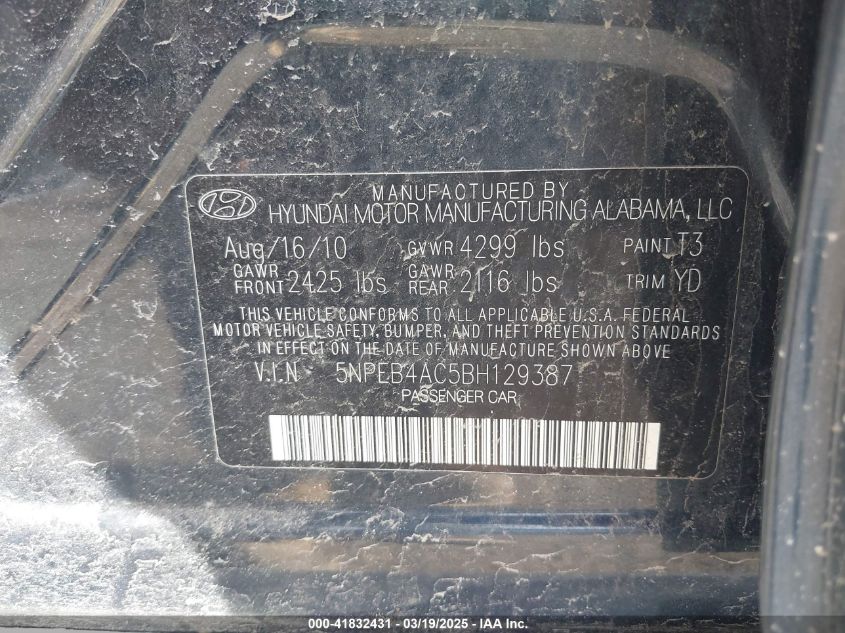 MANUFACTURED BY
HYUNDAI MOTOR MANUFACTURING ALABAMA, LLC
Aug/16/10 GVWR 4299 lbs PAINT T3
GAWR FRONT 2425 lbs GAWR REAR 2116 lbs TRIM YD
THIS VEHICLE CONFORMS TO ALL APPLICABLE U.S.A. FEDERAL
MOTOR VEHICLE SAFETY, BUMPER, AND THEFT PREVENTION STANDARDS
IN EFFECT ON THE DATE OF MANUFACTURE SHOWN ABOVE
V.I.N 5NPEB4AC5BH129387
PASSENGER CAR
000-41832431 - 03/19/2025 - IAA Inc.